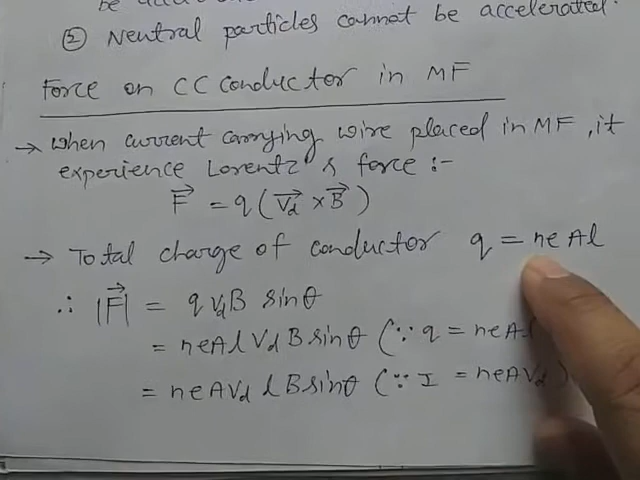 ② Neutral particles cannot be accelerated.
Force on CC conductor in MF
→ When current carrying wire placed in MF, it
experience Lorentz's force :-
F⃗ = q (V⃗d × B⃗)
→ Total charge of conductor q = neAl
∴ |F⃗| = q Vd B sinθ
= neAl Vd B sinθ (∵ q = neAl
= neAVd l B sinθ (∵ I = neAVd)